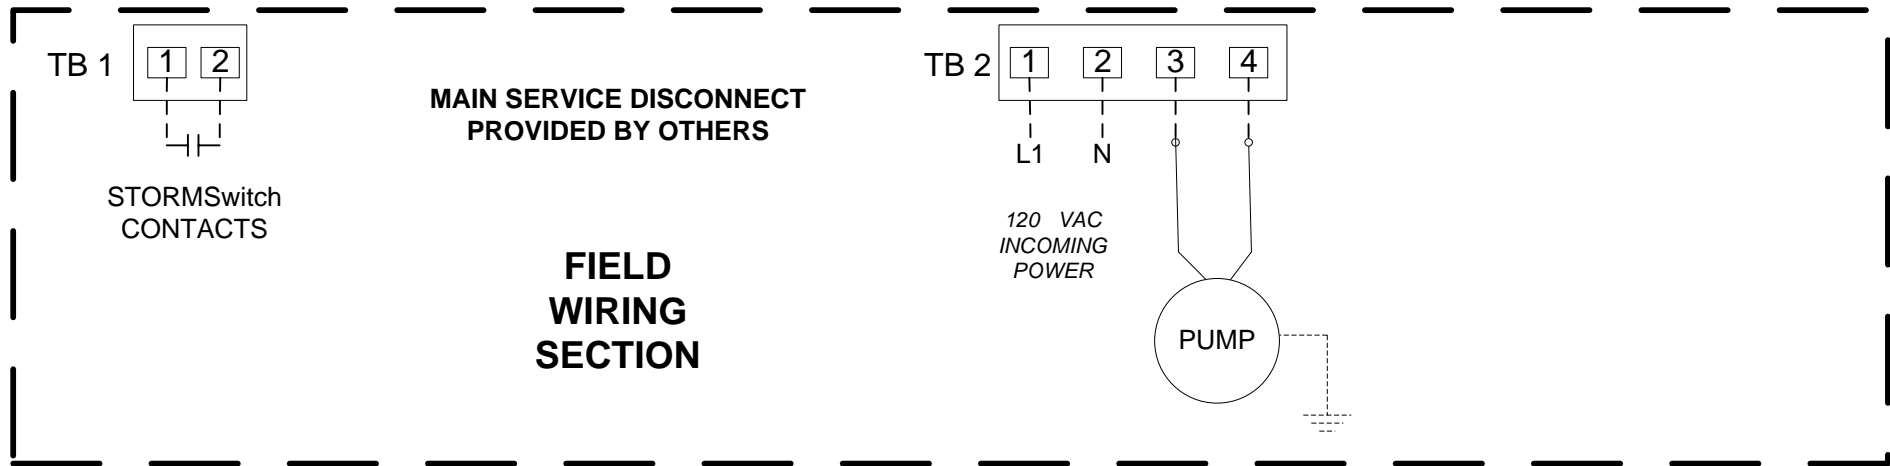 TB 1
1 2
STORMSwitch
CONTACTS
MAIN SERVICE DISCONNECT
PROVIDED BY OTHERS
FIELD
WIRING
SECTION
TB 2
1 2 3 4
L1 N
120 VAC
INCOMING
POWER
PUMP